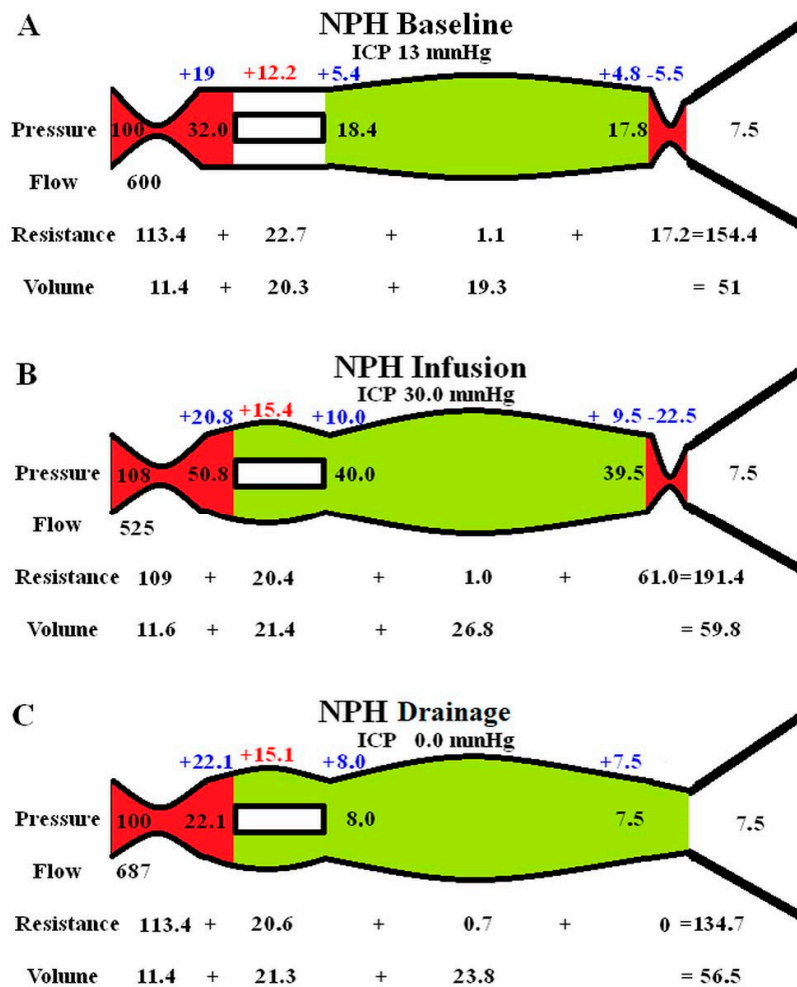 A
NPH Baseline
ICP 13 mmHg
+19 +12.2 +5.4 +4.8 -5.5
Pressure 100 32.0 18.4 17.8 7.5
Flow 600
Resistance 113.4 + 22.7 + 1.1 + 17.2=154.4
Volume 11.4 + 20.3 + 19.3 = 51
B
NPH Infusion
ICP 30.0 mmHg
+20.8 +15.4 +10.0 + 9.5 -22.5
Pressure 108 50.8 40.0 39.5 7.5
Flow 525
Resistance 109 + 20.4 + 1.0 + 61.0=191.4
Volume 11.6 + 21.4 + 26.8 = 59.8
C
NPH Drainage
ICP 0.0 mmHg
+22.1 +15.1 +8.0 +7.5
Pressure 100 22.1 8.0 7.5 7.5
Flow 687
Resistance 113.4 + 20.6 + 0.7 + 0 =134.7
Volume 11.4 + 21.3 + 23.8 = 56.5